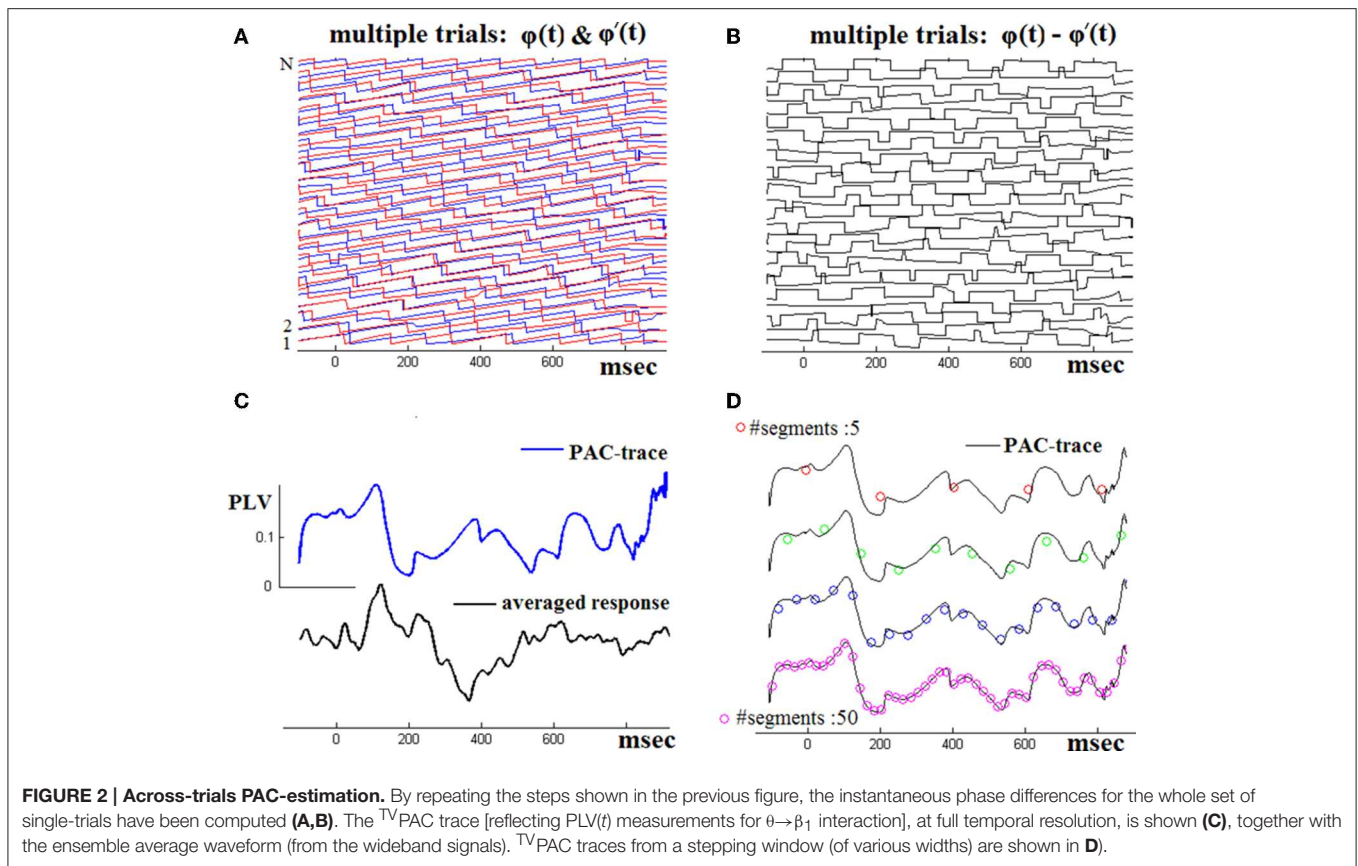 A
multiple trials: φ(t) & φ′(t)
N
2
1
0 200 400 600 msec
B
multiple trials: φ(t) - φ′(t)
0 200 400 600 msec
C
PAC-trace
PLV
0.1
0
averaged response
0 200 400 600 msec
D
#segments :5
PAC-trace
#segments :50
0 200 400 600 msec
FIGURE 2 | Across-trials PAC-estimation. By repeating the steps shown in the previous figure, the instantaneous phase differences for the whole set of
single-trials have been computed (A,B). The TVPAC trace [reflecting PLV(t) measurements for θ→β1 interaction], at full temporal resolution, is shown (C), together with
the ensemble average waveform (from the wideband signals). TVPAC traces from a stepping window (of various widths) are shown in D).